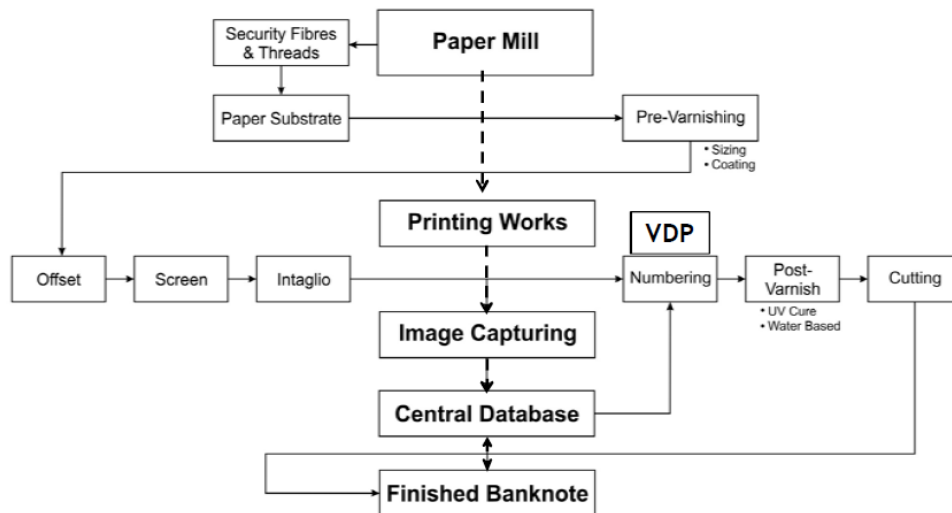 Security Fibres
& Threads
Paper Mill
Paper Substrate
Pre-Varnishing
• Sizing
• Coating
Printing Works
VDP
Offset
Screen
Intaglio
Numbering
Post-
Varnish
Cutting
• UV Cure
• Water Based
Image Capturing
Central Database
Finished Banknote